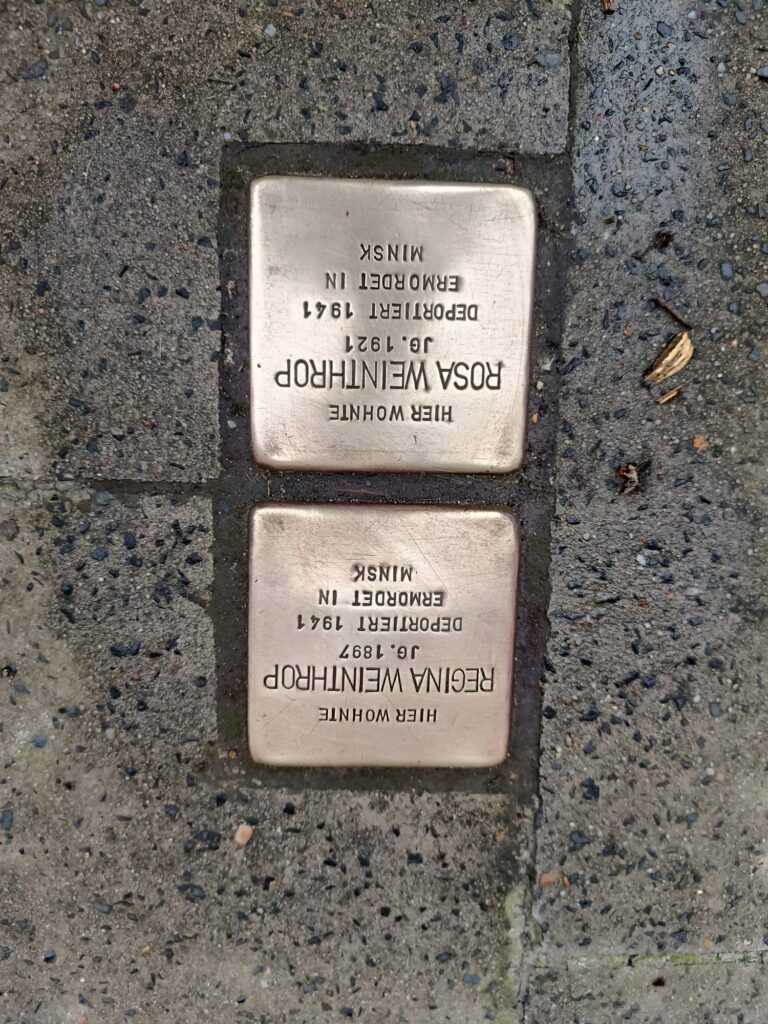 HIER WOHNTE
REGINA WEINTHROP
JG. 1897
DEPORTIERT 1941
ERMORDET IN
MINSK
HIER WOHNTE
ROSA WEINTHROP
JG. 1921
DEPORTIERT 1941
ERMORDET IN
MINSK